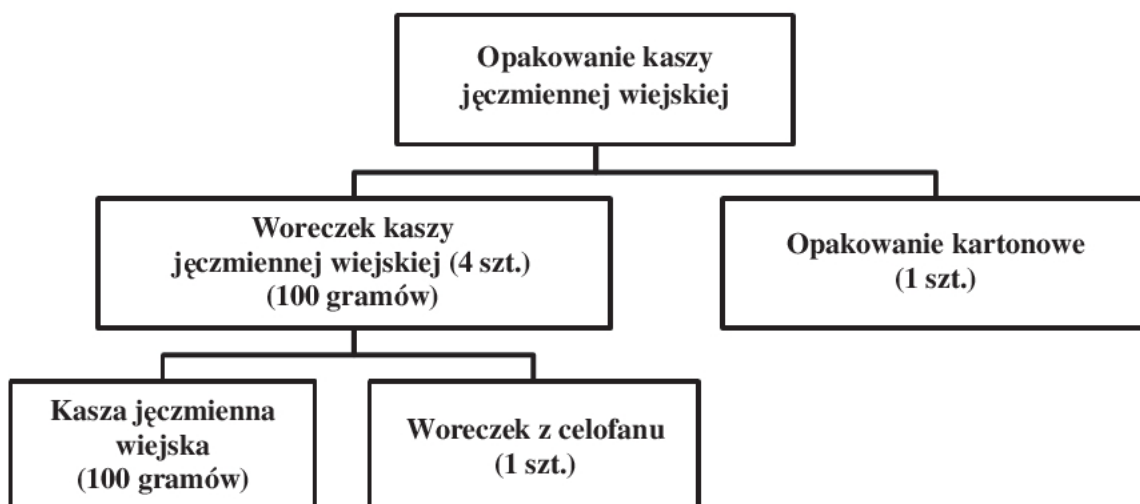 Opakowanie kaszy
jęczmiennej wiejskiej
Woreczek kaszy
jęczmiennej wiejskiej (4 szt.)
(100 gramów)
Opakowanie kartonowe
(1 szt.)
Kasza jęczmienna
wiejska
(100 gramów)
Woreczek z celofanu
(1 szt.)